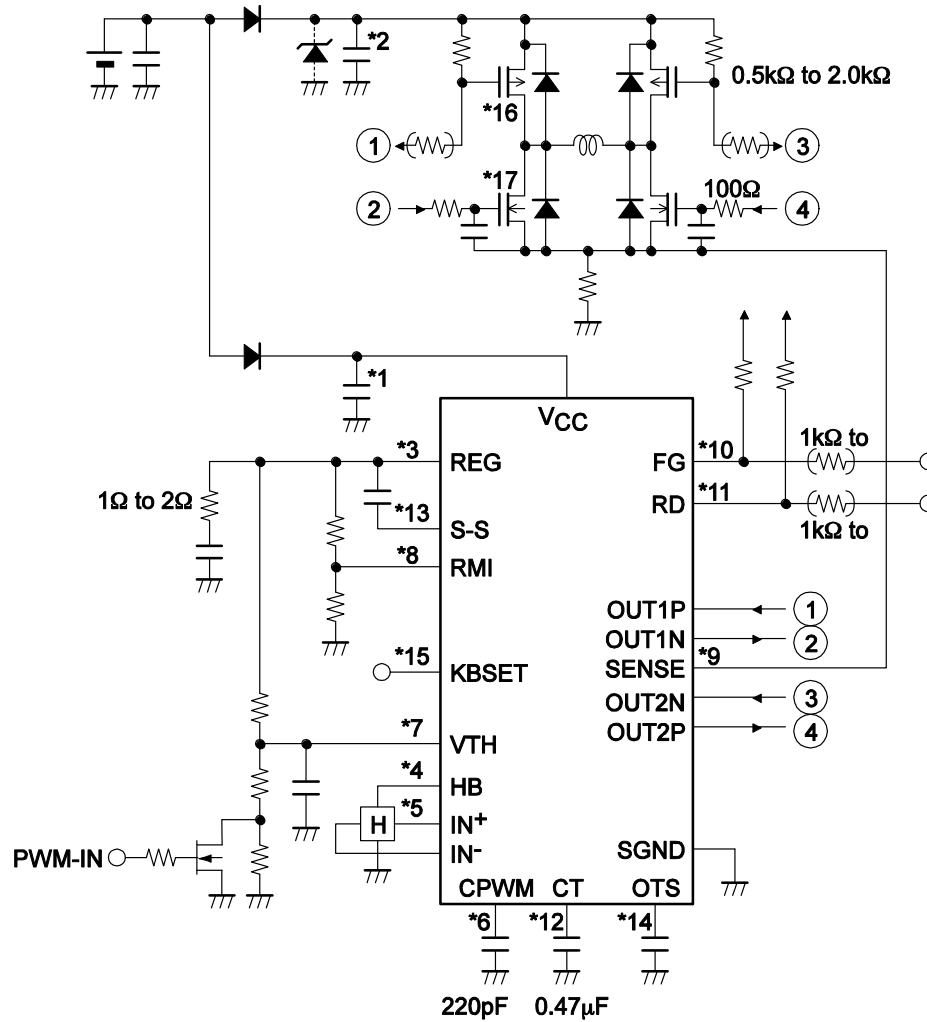 *2
0.5kΩ to 2.0kΩ
*16
1
3
*17
100Ω
2
4
*1
VCC
*3
REG
FG
*10
1kΩ to
1Ω to 2Ω
*13
S-S
RD
*11
1kΩ to
*8
RMI
OUT1P
1
OUT1N
2
*15
KBSET
SENSE
*9
OUT2N
3
*7
VTH
OUT2P
4
*4
HB
H
*5
IN+
IN-
PWM-IN
SGND
CPWM
CT
OTS
*6
*12
*14
220pF
0.47μF